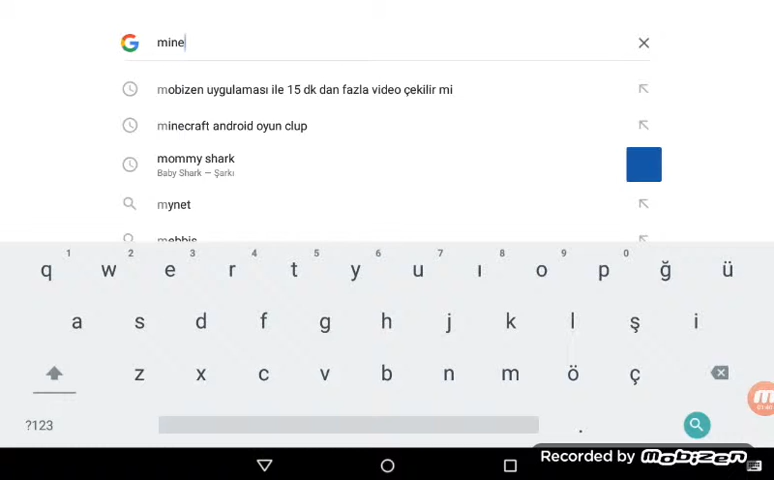 mine
mobizen uygulaması ile 15 dk dan fazla video çekilir mi
minecraft android oyun clup
mommy shark
Baby Shark — Şarkı
mynet
mebbis
1 2 3 4 5 6 7 8 9 0
q w e r t y u ı o p ğ ü
a s d f g h j k l ş i
z x c v b n m ö ç
?123 .
Recorded by mobizen